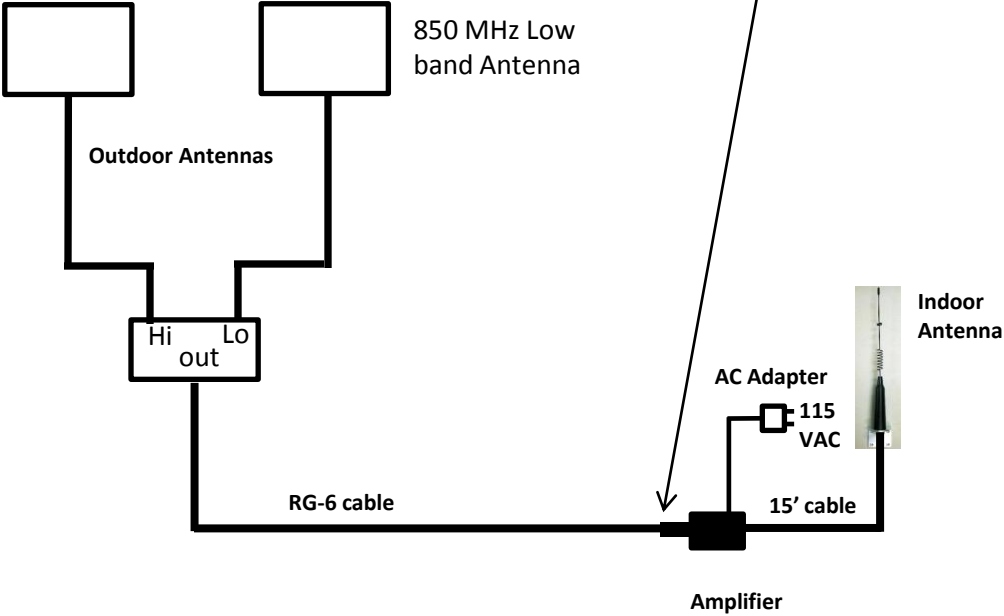 850 MHz Low
band Antenna
Outdoor Antennas
Hi Lo
out
Indoor
Antenna
AC Adapter
115
VAC
RG-6 cable
15’ cable
Amplifier